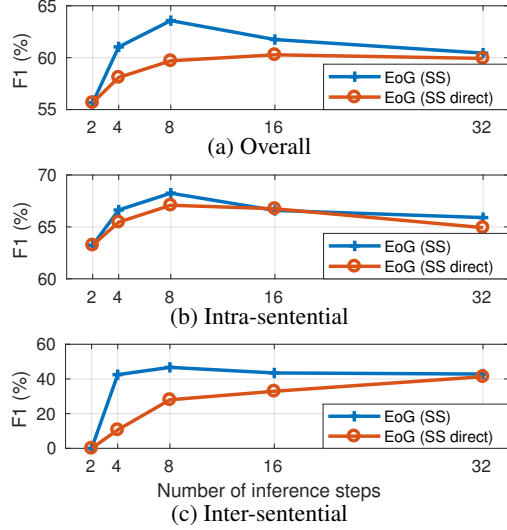 65
60
55
F1 (%)
EoG (SS)
EoG (SS direct)
2 4 8 16 32
(a) Overall
70
65
60
F1 (%)
EoG (SS)
EoG (SS direct)
2 4 8 16 32
(b) Intra-sentential
60
40
20
0
F1 (%)
EoG (SS)
EoG (SS direct)
2 4 8 16 32
Number of inference steps
(c) Inter-sentential